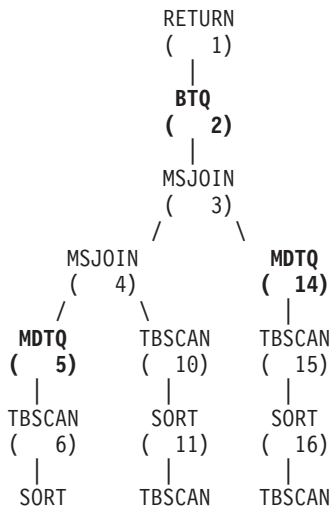 RETURN
( 1)
|
BTQ
( 2)
|
MSJOIN
( 3)
/ \
MSJOIN MDTQ
( 4) ( 14)
/ \ |
MDTQ TBSCAN TBSCAN
( 5) ( 10) ( 15)
| | |
TBSCAN SORT SORT
( 6) ( 11) ( 16)
| | |
SORT TBSCAN TBSCAN